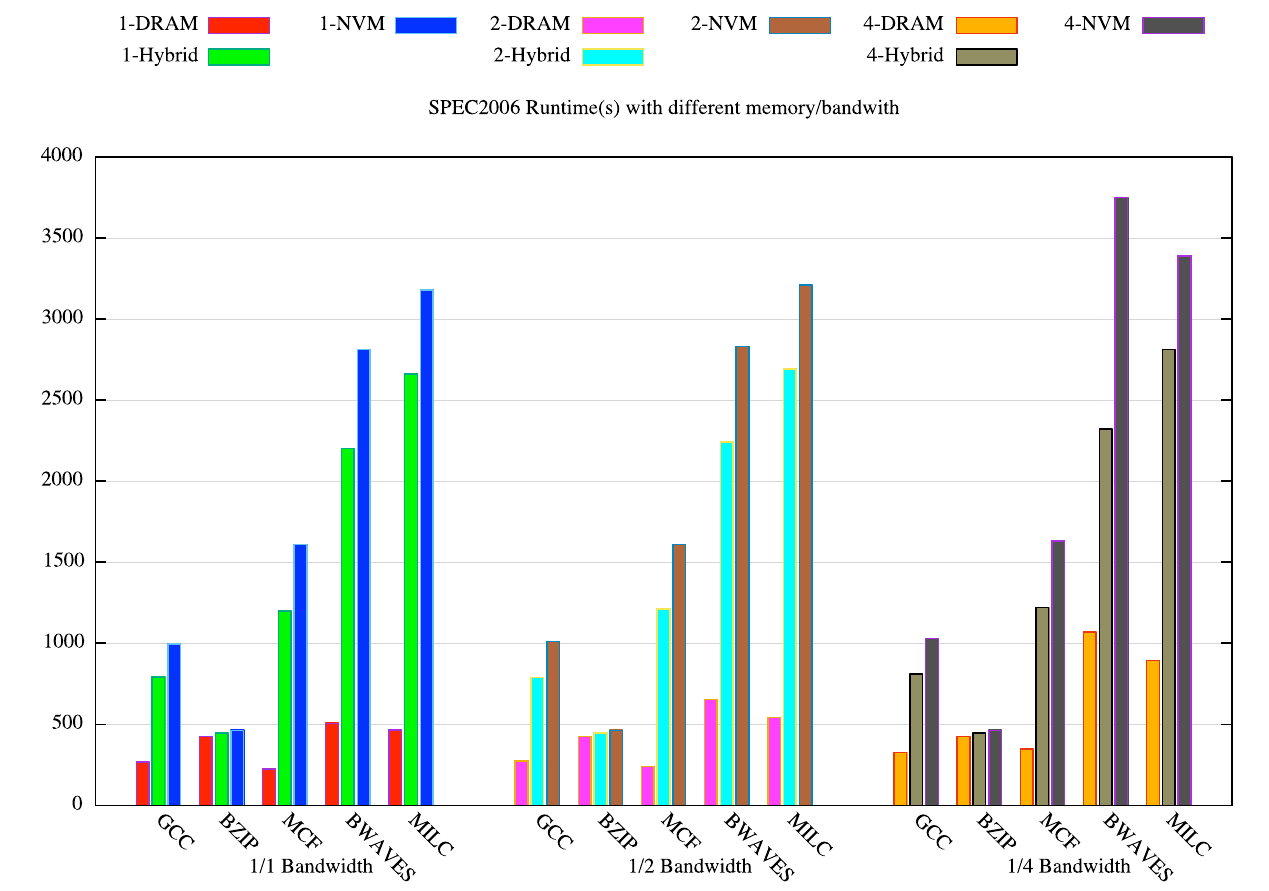 1-DRAM 1-NVM 2-DRAM 2-NVM 4-DRAM 4-NVM
1-Hybrid 2-Hybrid 4-Hybrid
SPEC2006 Runtime(s) with different memory/bandwith
4000
3500
3000
2500
2000
1500
1000
500
0
GCC BZIP MCF BWAVES MILC GCC BZIP MCF BWAVES MILC GCC BZIP MCF BWAVES MILC
1/1 Bandwidth 1/2 Bandwidth 1/4 Bandwidth